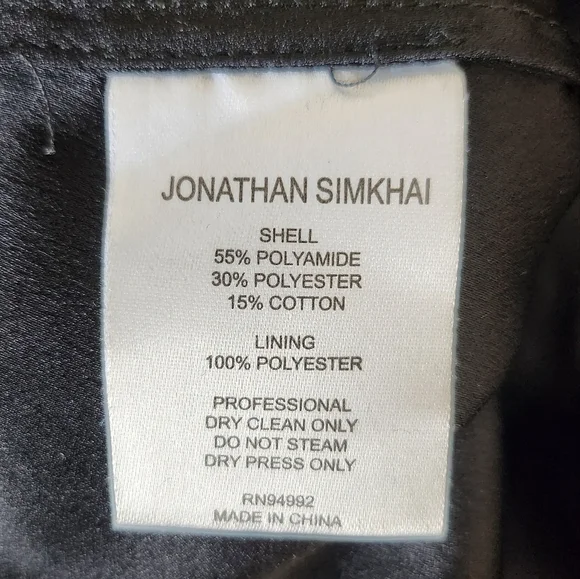 JONATHAN SIMKHAI
SHELL
55% POLYAMIDE
30% POLYESTER
15% COTTON
LINING
100% POLYESTER
PROFESSIONAL
DRY CLEAN ONLY
DO NOT STEAM
DRY PRESS ONLY
RN94992
MADE IN CHINA